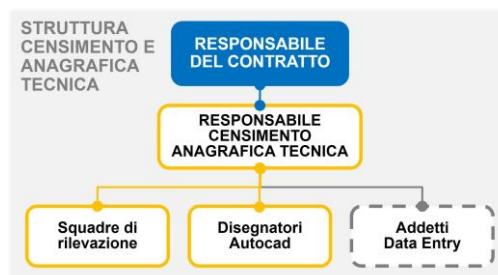 STRUTTURA
CENSIMENTO E
ANAGRAFICA
TECNICA
RESPONSABILE
DEL CONTRATTO
RESPONSABILE
CENSIMENTO
ANAGRAFICA TECNICA
Squadre di
rilevazione
Disegnatori
Autocad
Addetti
Data Entry